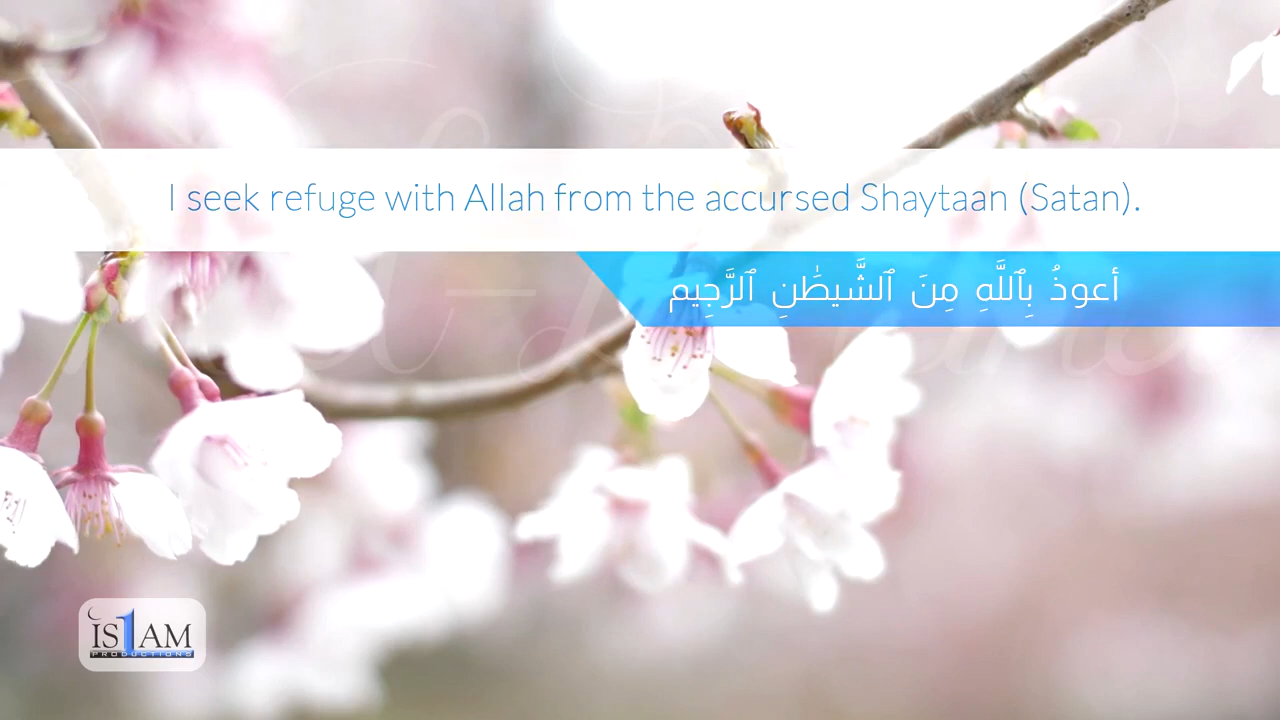 I seek refuge with Allah from the accursed Shaytaan (Satan).
أعوذُ بِٱللَّهِ مِنَ ٱلشَّيطَٰنِ ٱلرَّجِيم
IS1AM
PRODUCTIONS